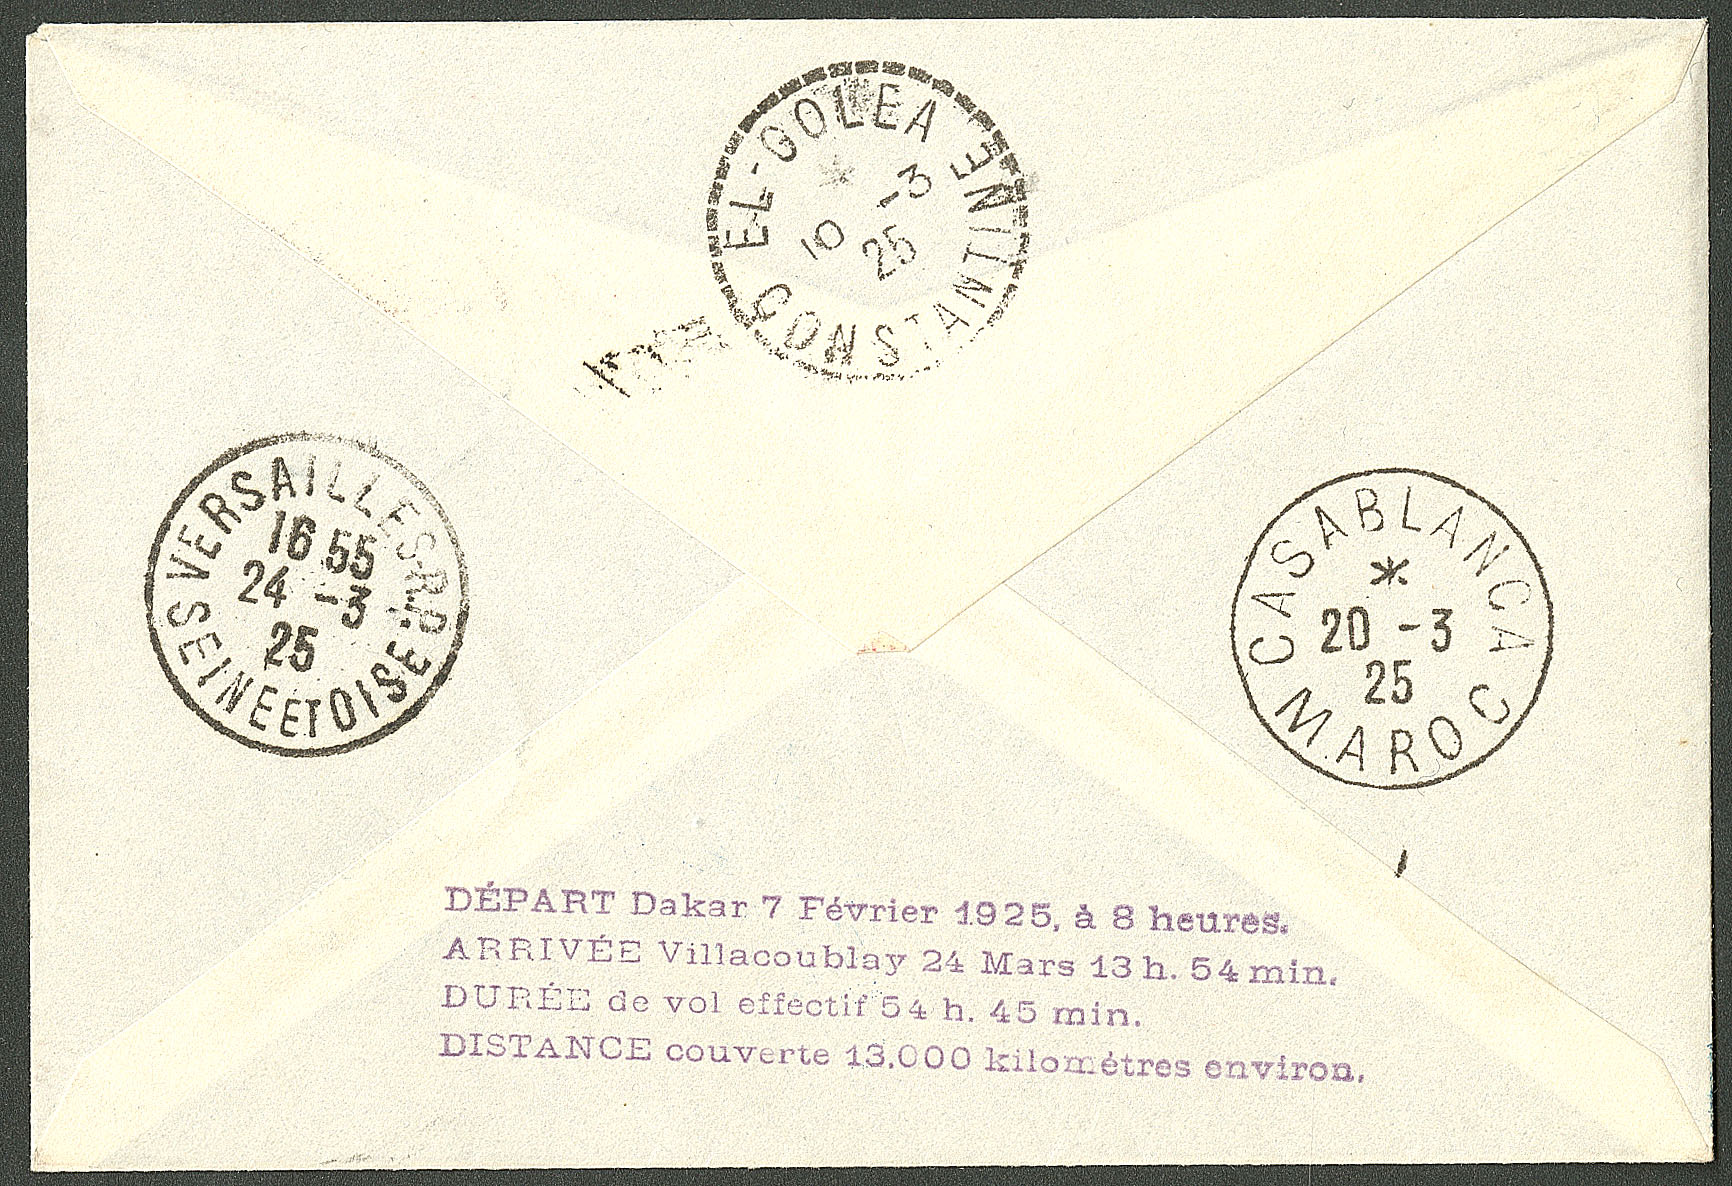 EL-GOLEA
*
10 -3
25
CONSTANTINE
VERSAILLES R.P.
16 55
24 -3
25
SEINE ET OISE
CASABLANCA
*
20 -3
25
MAROC
DÉPART Dakar 7 Février 1925, à 8 heures.
ARRIVÉE Villacoublay 24 Mars 13 h. 54 min.
DURÉE de vol effectif 54 h. 45 min.
DISTANCE couverte 13.000 kilométres environ.